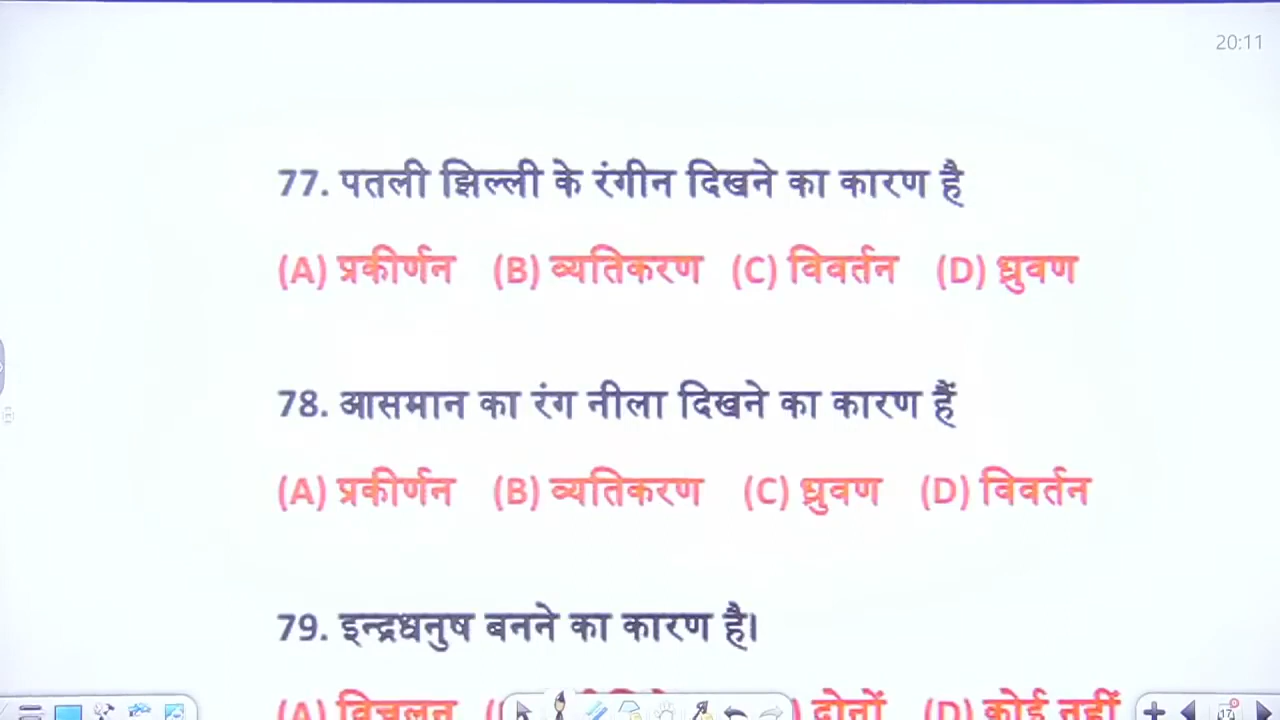 20:11
77. पतली झिल्ली के रंगीन दिखने का कारण है
(A) प्रकीर्णन (B) व्यतिकरण (C) विवर्तन (D) ध्रुवण
78. आसमान का रंग नीला दिखने का कारण हैं
(A) प्रकीर्णन (B) व्यतिकरण (C) ध्रुवण (D) विवर्तन
79. इन्द्रधनुष बनने का कारण है।
(A) विचलन ( ) दोनों (D) कोई नहीं
17